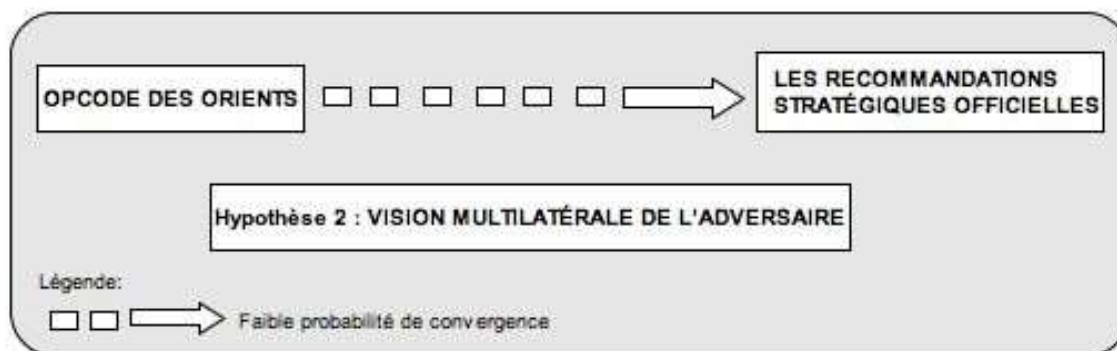 OPCODE DES ORIENTS
LES RECOMMANDATIONS
STRATÉGIQUES OFFICIELLES
Hypothèse 2 : VISION MULTILATÉRALE DE L'ADVERSAIRE
Légende:
Faible probabilité de convergence